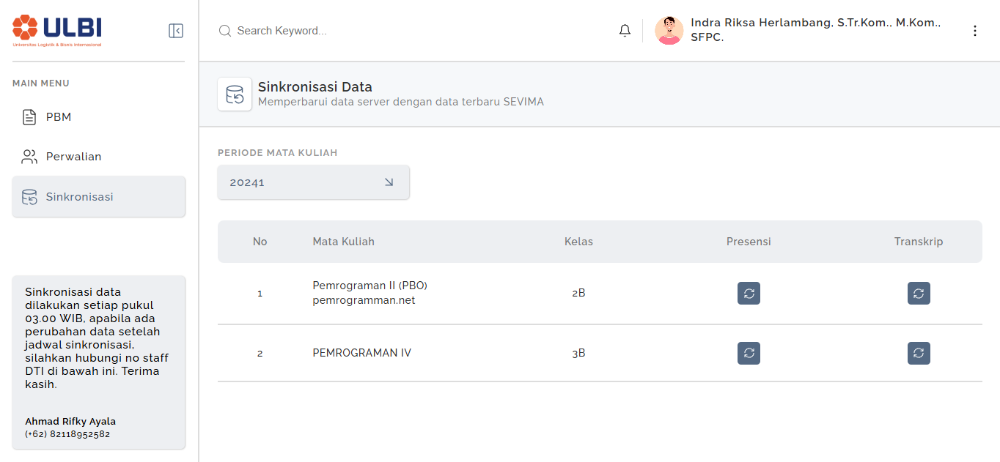 ULBI
Universitas Logistik & Bisnis Internasional
Search Keyword...
Indra Riksa Herlambang, S.Tr.Kom., M.Kom.,
SFPC.
MAIN MENU
PBM
Perwalian
Sinkronisasi
Sinkronisasi data
dilakukan setiap pukul
03.00 WIB, apabila ada
perubahan data setelah
jadwal sinkronisasi,
silahkan hubungi no staff
DTI di bawah ini. Terima
kasih.
Ahmad Rifky Ayala
(+62) 82118952582
Sinkronisasi Data
Memperbarui data server dengan data terbaru SEVIMA
PERIODE MATA KULIAH
20241
No Mata Kuliah Kelas Presensi Transkrip
1 Pemrograman II (PBO) 2B
pemrogramman.net
2 PEMROGRAMAN IV 3B